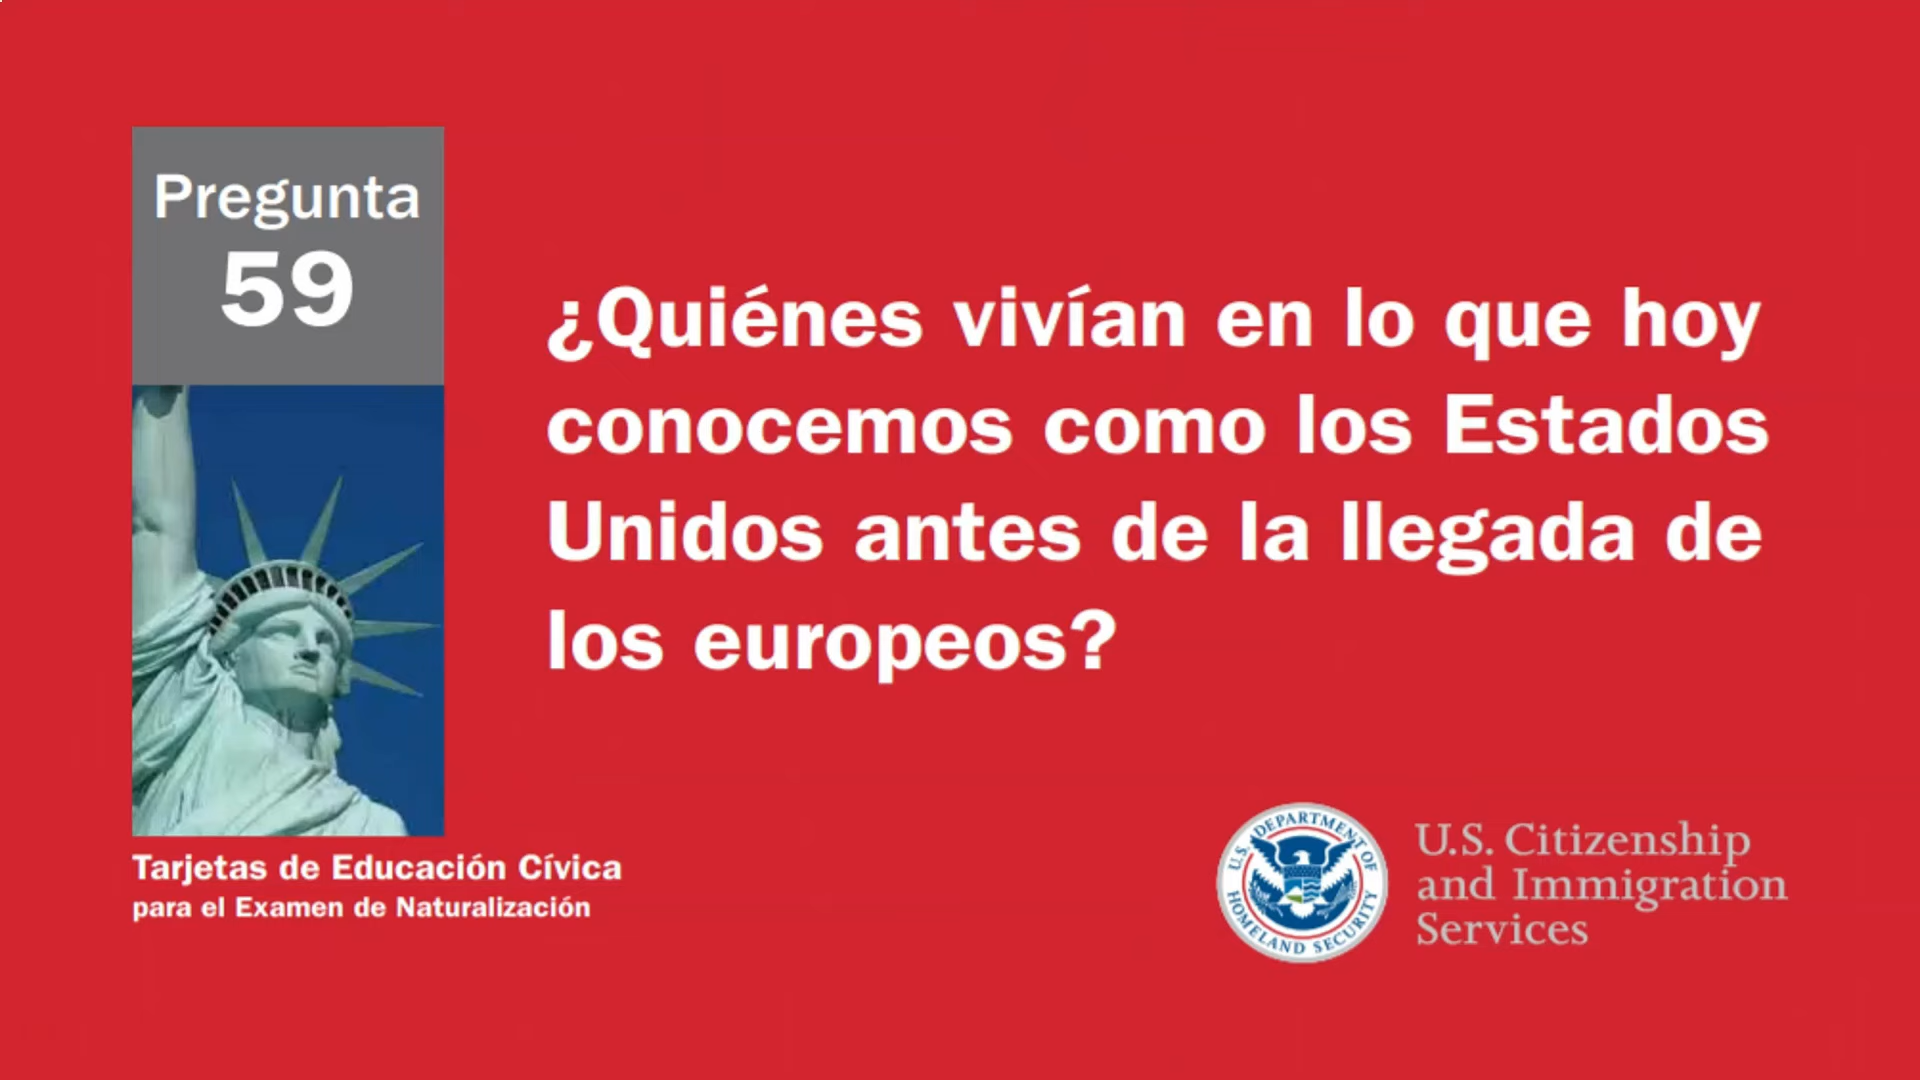 Pregunta
59
¿Quiénes vivían en lo que hoy
conocemos como los Estados
Unidos antes de la llegada de
los europeos?
Tarjetas de Educación Cívica
para el Examen de Naturalización
U.S. DEPARTMENT OF
HOMELAND SECURITY
U.S. Citizenship
and Immigration
Services